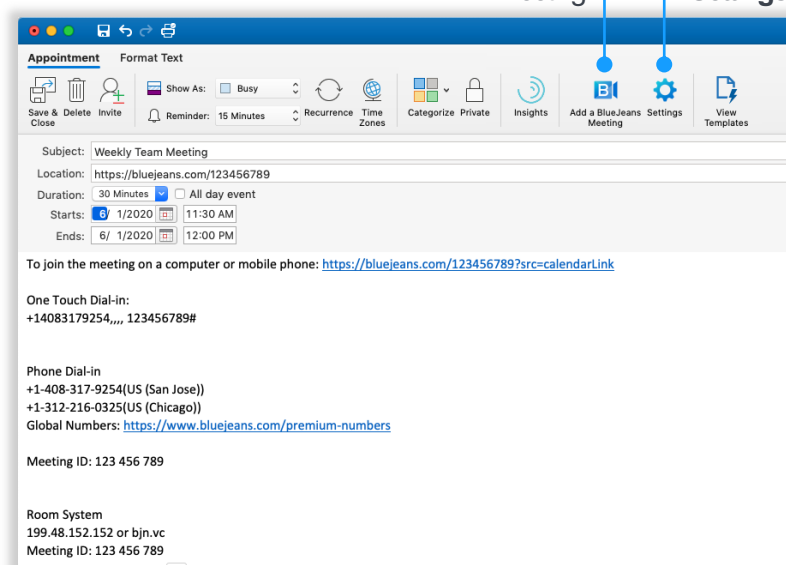 Appointment Format Text
Save & Close Delete Invite Show As: Busy Recurrence Time Zones Categorize Private Insights Add a BlueJeans Meeting Settings View Templates
Reminder: 15 Minutes
Subject: Weekly Team Meeting
Location: https://bluejeans.com/123456789
Duration: 30 Minutes All day event
Starts: 6/ 1/2020 11:30 AM
Ends: 6/ 1/2020 12:00 PM
To join the meeting on a computer or mobile phone: https://bluejeans.com/123456789?src=calendarLink
One Touch Dial-in:
+14083179254,,,, 123456789#
Phone Dial-in
+1-408-317-9254(US (San Jose))
+1-312-216-0325(US (Chicago))
Global Numbers: https://www.bluejeans.com/premium-numbers
Meeting ID: 123 456 789
Room System
199.48.152.152 or bjn.vc
Meeting ID: 123 456 789